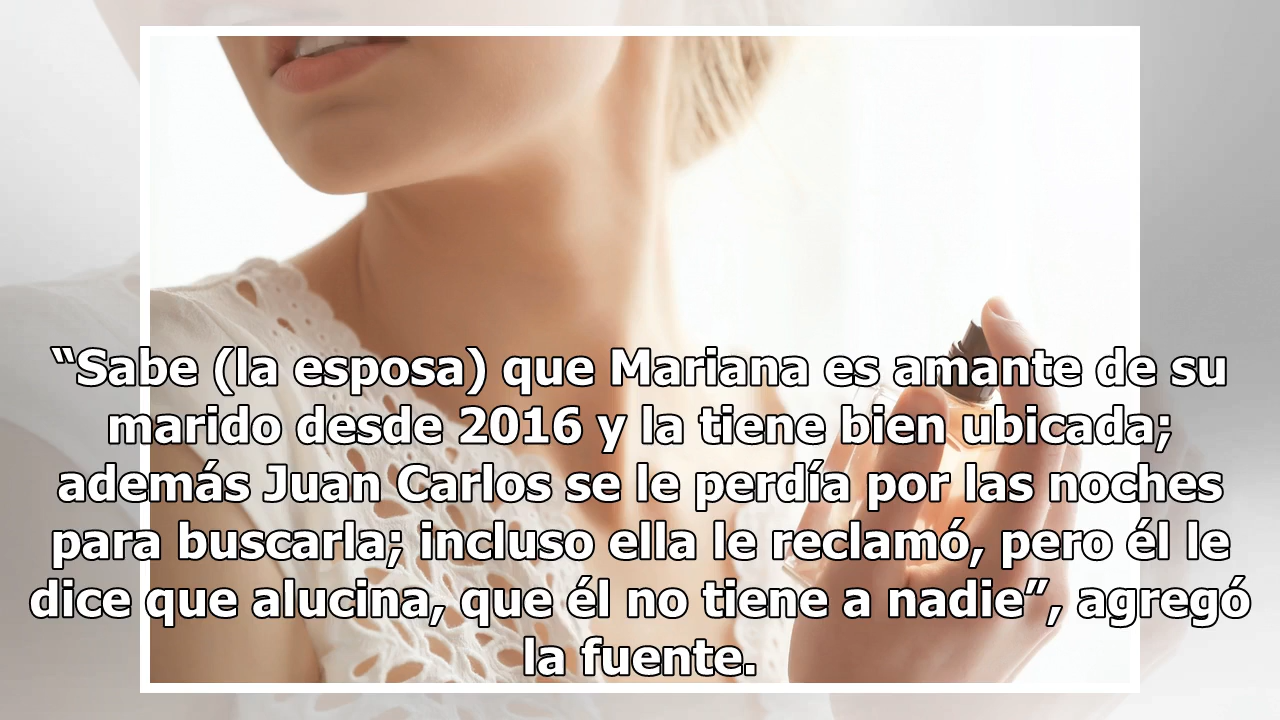 “Sabe (la esposa) que Mariana es amante de su
marido desde 2016 y la tiene bien ubicada;
además Juan Carlos se le perdía por las noches
para buscarla; incluso ella le reclamó, pero él le
dice que alucina, que él no tiene a nadie”, agregó
la fuente.